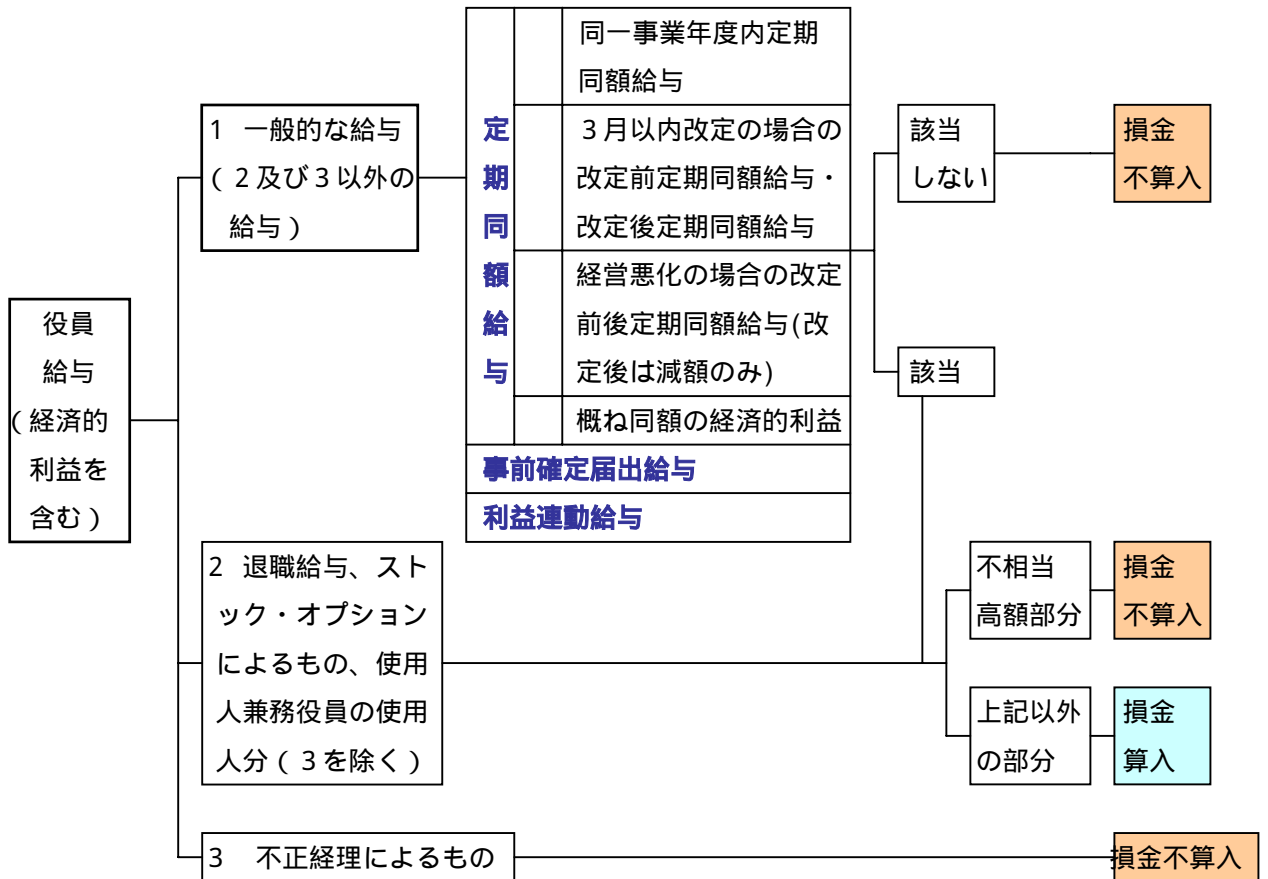 役員
給与
(経済的
利益を
含む)
1 一般的な給与
(2及び3以外の
給与)
定
期
同
額
給
与
同一事業年度内定期
同額給与
3月以内改定の場合の
改定前定期同額給与・
改定後定期同額給与
経営悪化の場合の改定
前後定期同額給与(改
定後は減額のみ)
概ね同額の経済的利益
事前確定届出給与
利益連動給与
該当
しない
損金
不算入
該当
2 退職給与、スト
ック・オプション
によるもの、使用
人兼務役員の使用
人分(3を除く)
不相当
高額部分
損金
不算入
上記以外
の部分
損金
算入
3 不正経理によるもの
損金不算入